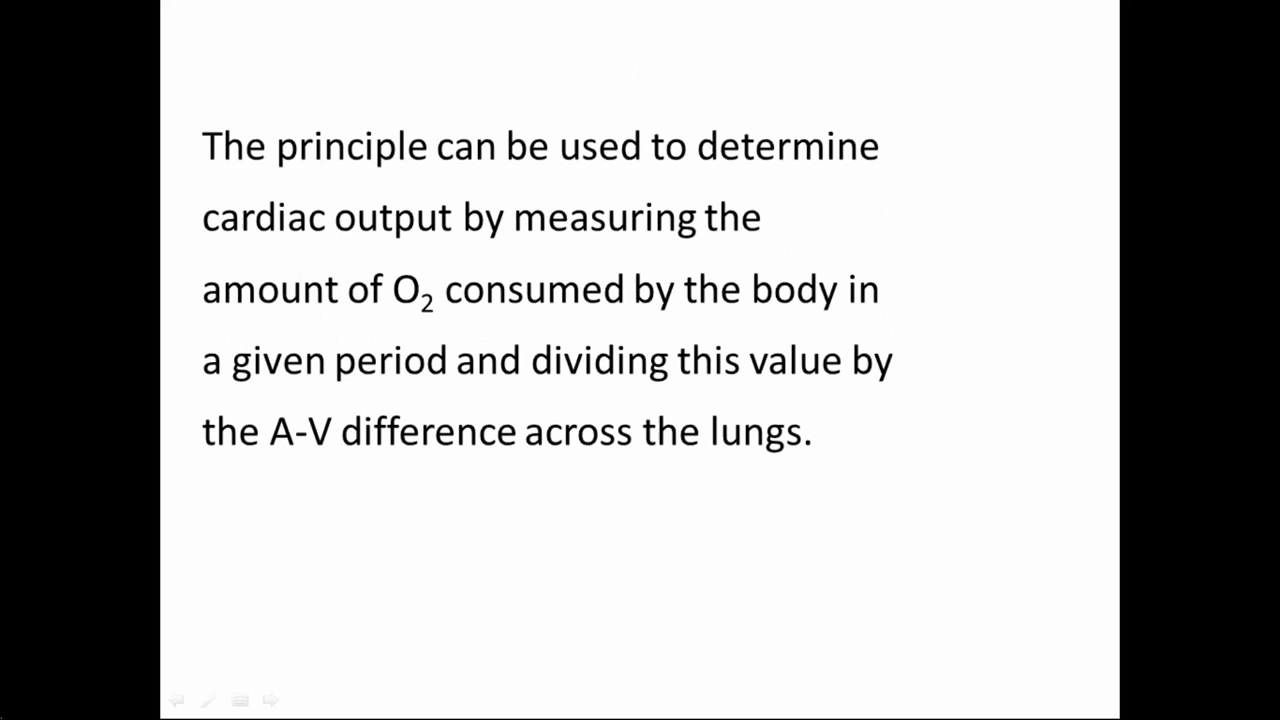 The principle can be used to determine
cardiac output by measuring the
amount of O₂ consumed by the body in
a given period and dividing this value by
the A-V difference across the lungs.